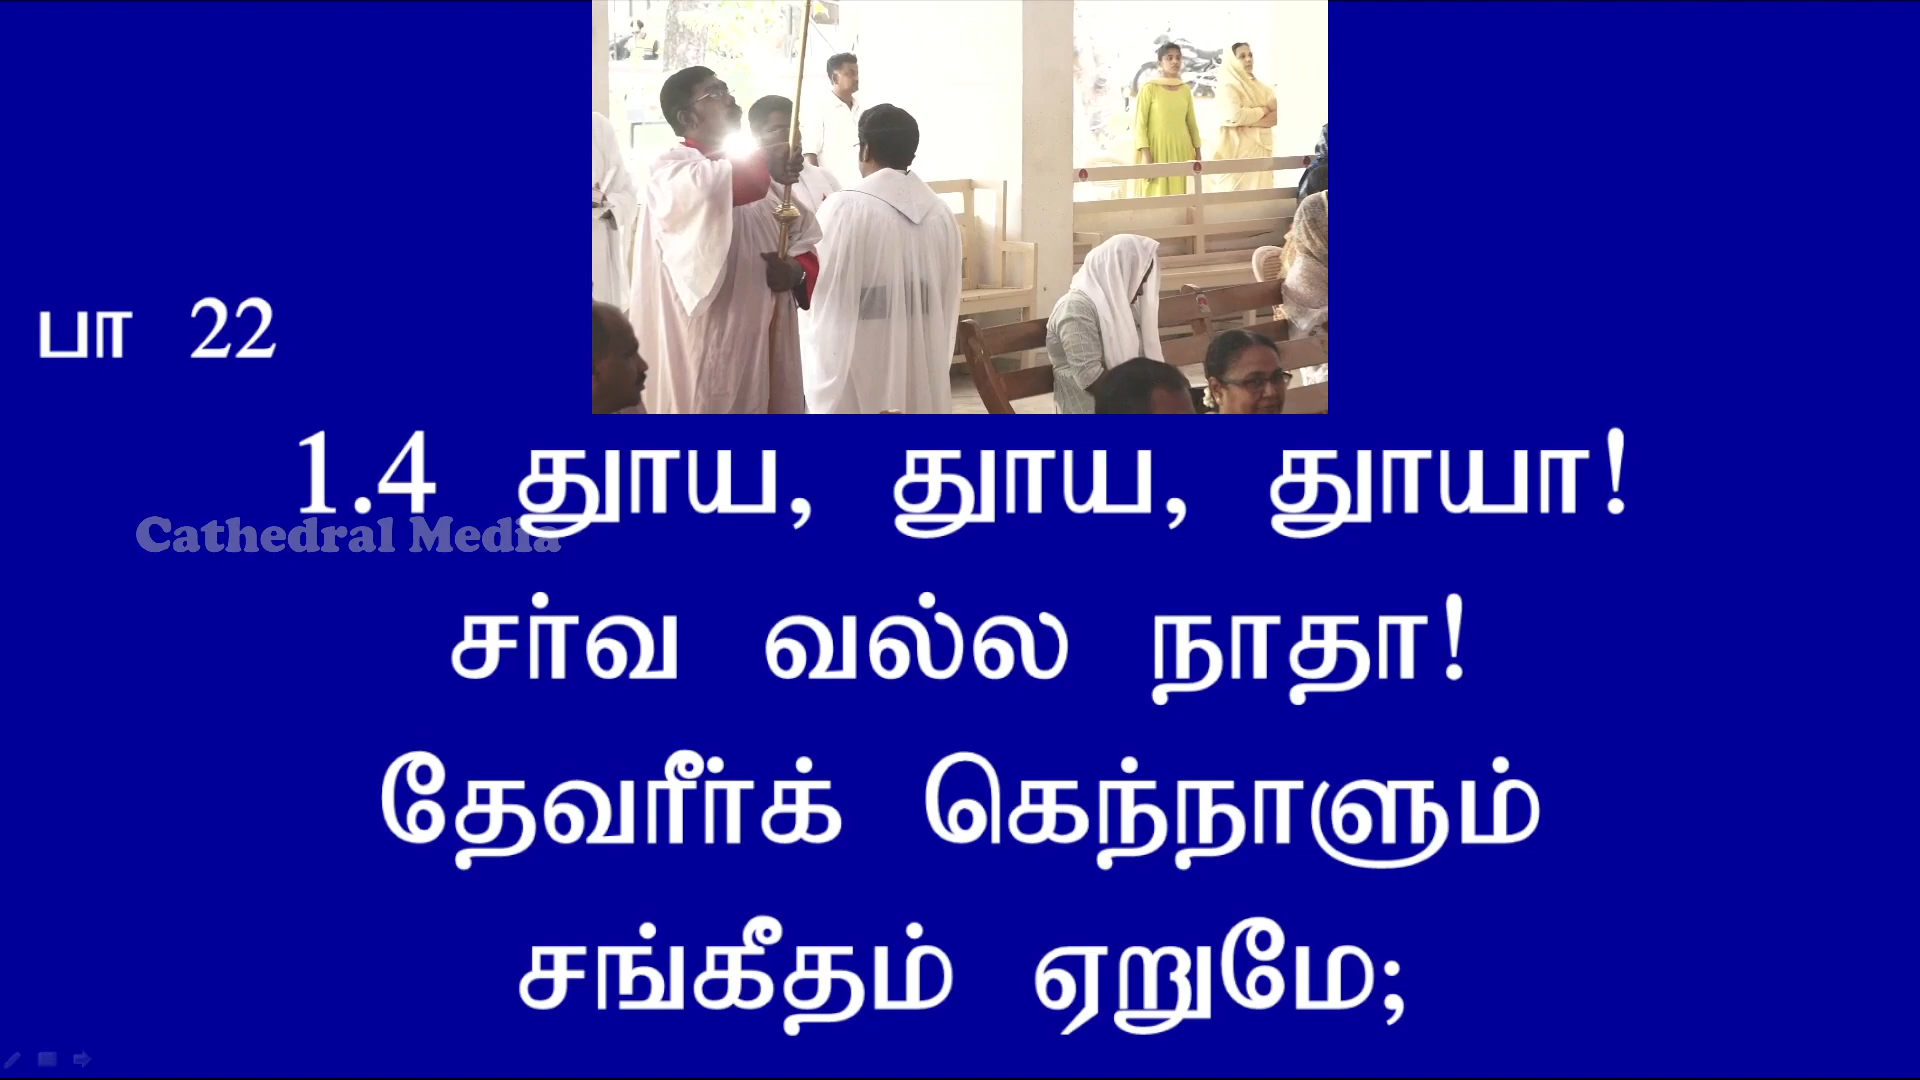 பா 22
1.4 தூய, தூய, தூயா!
Cathedral Media
சர்வ வல்ல நாதா!
தேவரீர்க் கெந்நாளும்
சங்கீதம் ஏறுமே;